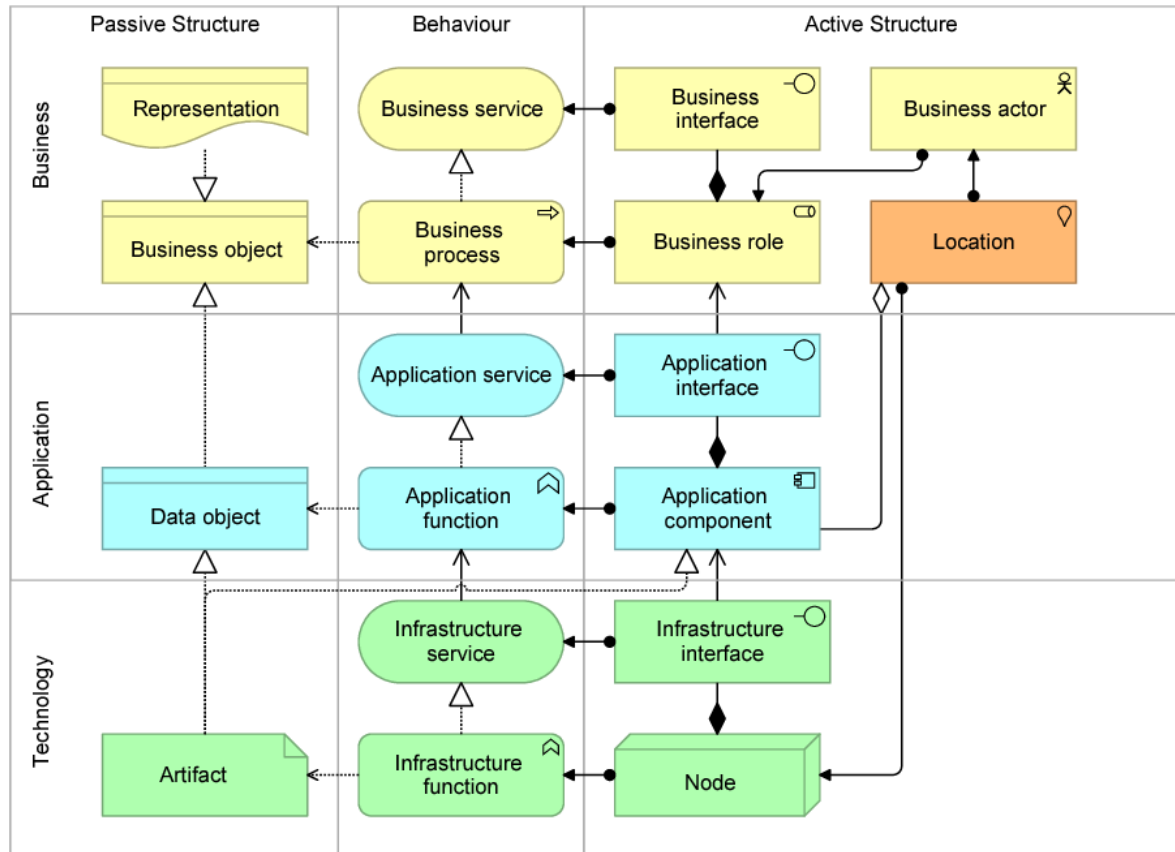 Passive Structure
Behaviour
Active Structure
Business
Representation
Business service
Business
interface
Business actor
Business object
Business
process
Business role
Location
Application
Application service
Application
interface
Data object
Application
function
Application
component
Technology
Infrastructure
service
Infrastructure
interface
Artifact
Infrastructure
function
Node